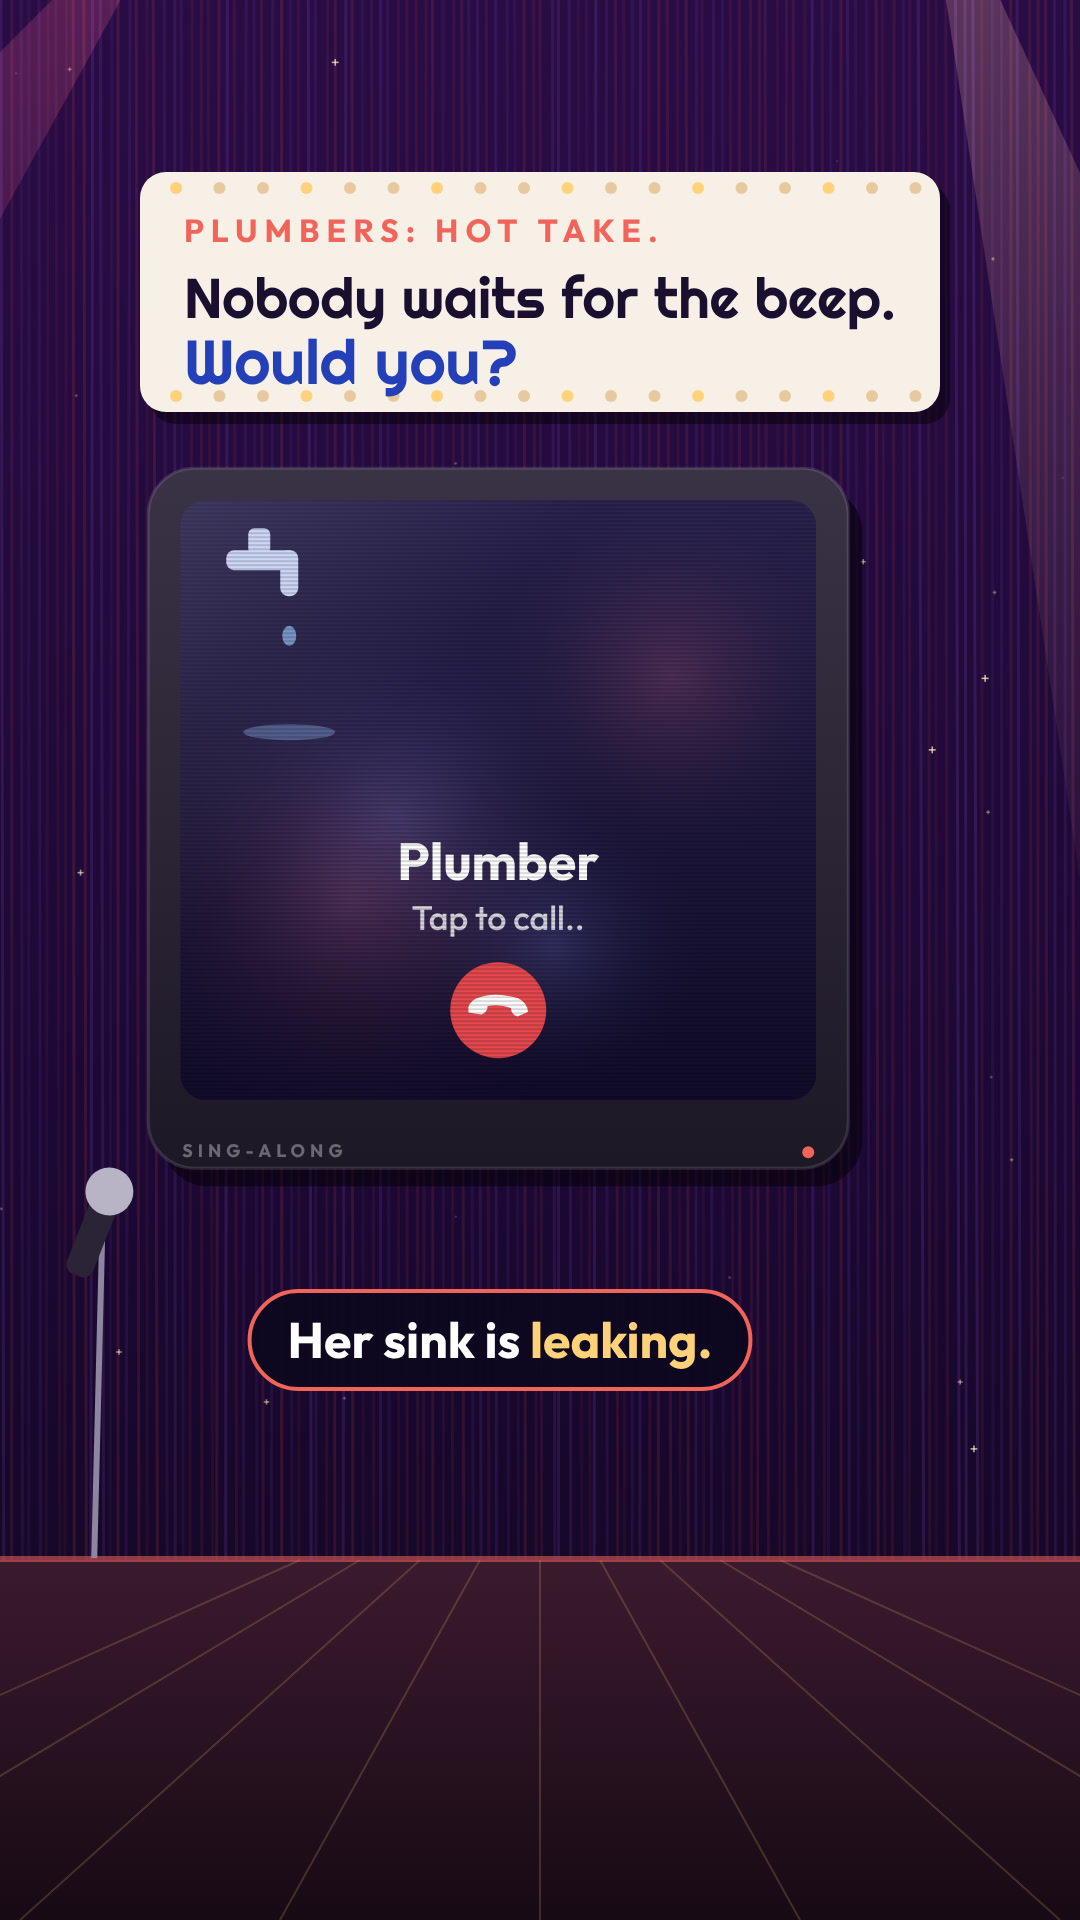 PLUMBERS: HOT TAKE.
Nobody waits for the beep.
Would you?
Plumber
Tap to call..
SING-ALONG
Her sink is leaking.